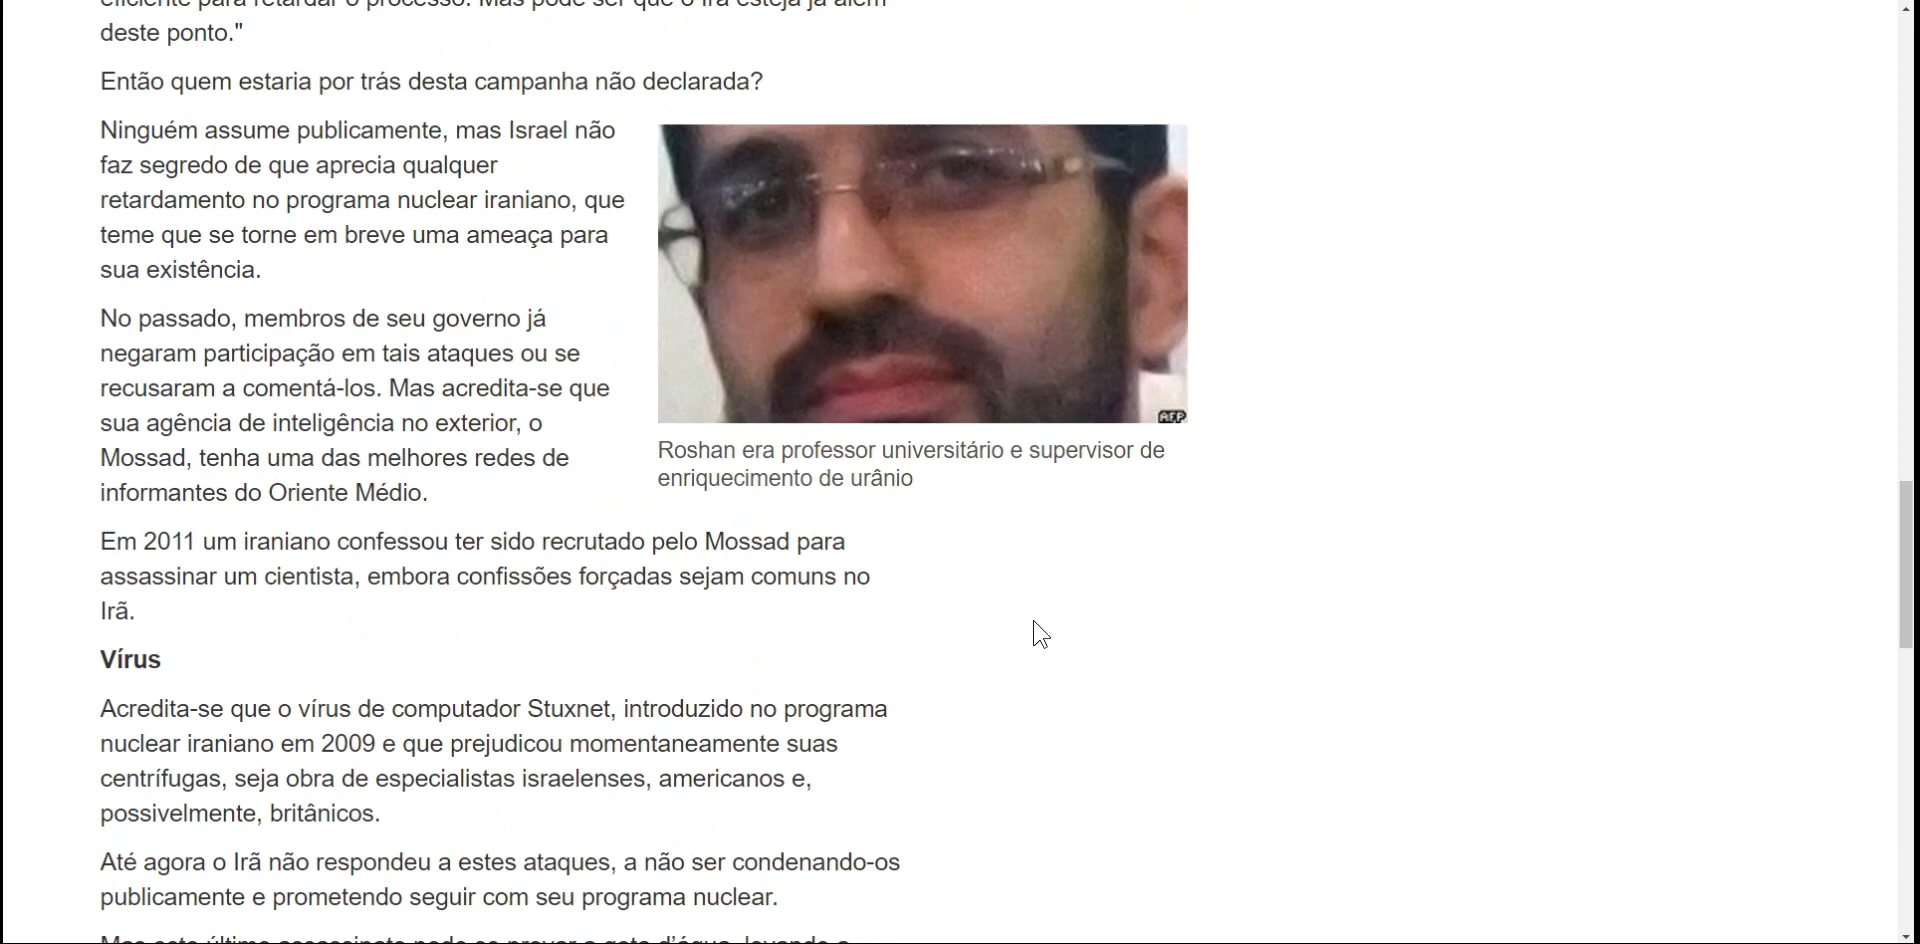 deste ponto."
Então quem estaria por trás desta campanha não declarada?
Ninguém assume publicamente, mas Israel não
faz segredo de que aprecia qualquer
retardamento no programa nuclear iraniano, que
teme que se torne em breve uma ameaça para
sua existência.
No passado, membros de seu governo já
negaram participação em tais ataques ou se
recusaram a comentá-los. Mas acredita-se que
sua agência de inteligência no exterior, o
Mossad, tenha uma das melhores redes de
informantes do Oriente Médio.
AFP
Roshan era professor universitário e supervisor de
enriquecimento de urânio
Em 2011 um iraniano confessou ter sido recrutado pelo Mossad para
assassinar um cientista, embora confissões forçadas sejam comuns no
Irã.
Vírus
Acredita-se que o vírus de computador Stuxnet, introduzido no programa
nuclear iraniano em 2009 e que prejudicou momentaneamente suas
centrífugas, seja obra de especialistas israelenses, americanos e,
possivelmente, britânicos.
Até agora o Irã não respondeu a estes ataques, a não ser condenando-os
publicamente e prometendo seguir com seu programa nuclear.